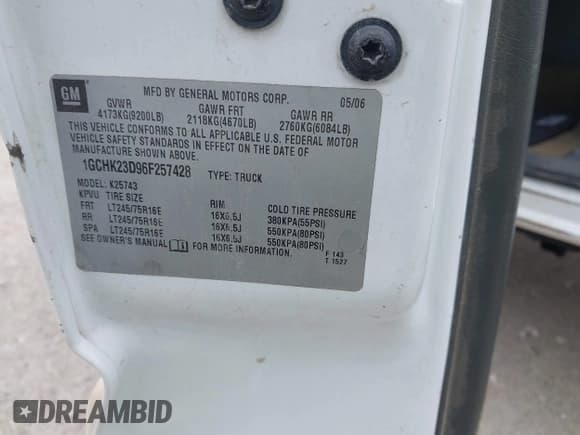 GM
MFD BY GENERAL MOTORS CORP. 05/06
GVWR GAWR FRT GAWR RR
4173KG(9200LB) 2118KG(4670LB) 2760KG(6084LB)
THIS VEHICLE CONFORMS TO ALL APPLICABLE U.S. FEDERAL MOTOR
VEHICLE SAFETY STANDARDS IN EFFECT ON THE DATE OF
MANUFACTURE SHOWN ABOVE.
1GCHK23D96F257428 TYPE: TRUCK
MODEL: K25743
KPVU TIRE SIZE RIM COLD TIRE PRESSURE
FRT LT245/75R16E 16X6.5J 380KPA(55PSI)
RR LT245/75R16E 16X6.5J 550KPA(80PSI)
SPA LT245/75R16E 16X6.5J 550KPA(80PSI)
SEE OWNER'S MANUAL FOR MORE INFORMATION.
F 143
T 1527
DREAMBID